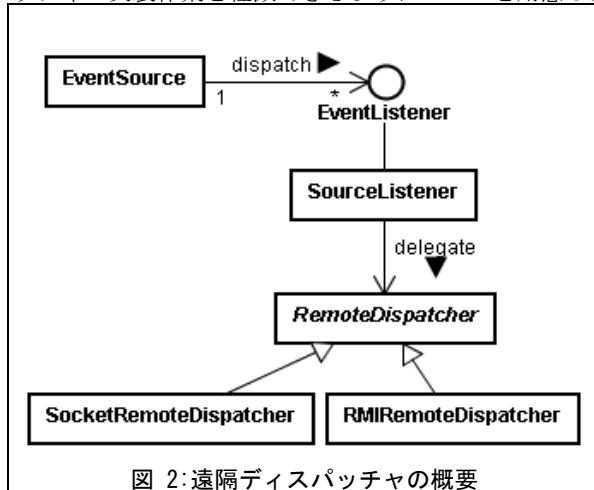 dispatch ▶
EventSource
1
*
EventListener
SourceListener
delegate
▼
RemoteDispatcher
SocketRemoteDispatcher
RMIRemoteDispatcher
図 2:遠隔ディスパッチャの概要